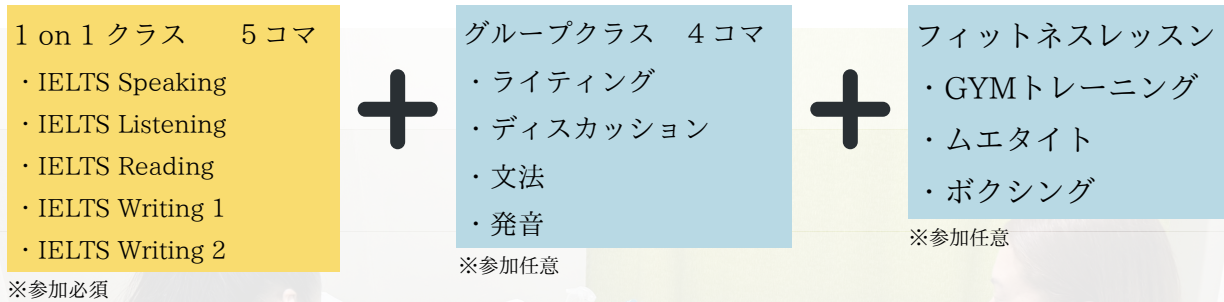 1 on 1 クラス　　５コマ
・IELTS Speaking
・IELTS Listening
・IELTS Reading
・IELTS Writing 1
・IELTS Writing 2
※参加必須
グループクラス　４コマ
・ライティング
・ディスカッション
・文法
・発音
※参加任意
フィットネスレッスン
・GYMトレーニング
・ムエタイト
・ボクシング
※参加任意